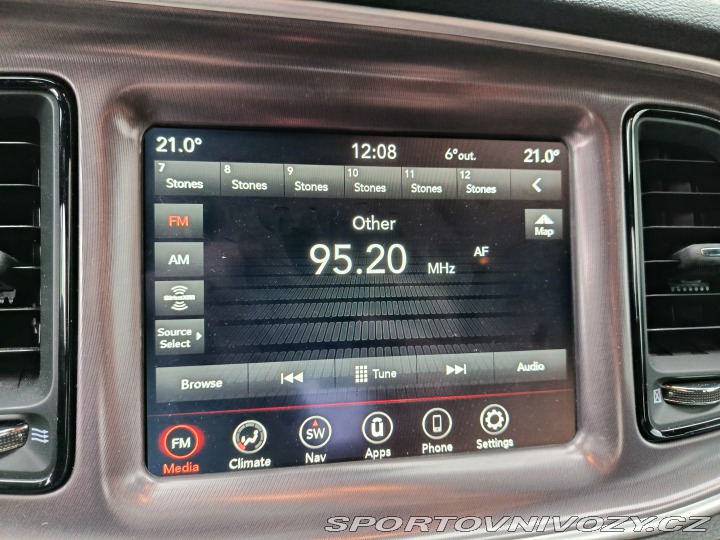 21.0° 12:08 6°out. 21.0°
7 8 9 10 11 12
Stones Stones Stones Stones Stones Stones
FM Other Map
95.20 MHz AF
AM
Source
Select
Browse Tune Audio
FM SW
Media Climate Nav Apps Phone Settings
SPORTOVNIVOZY.CZ